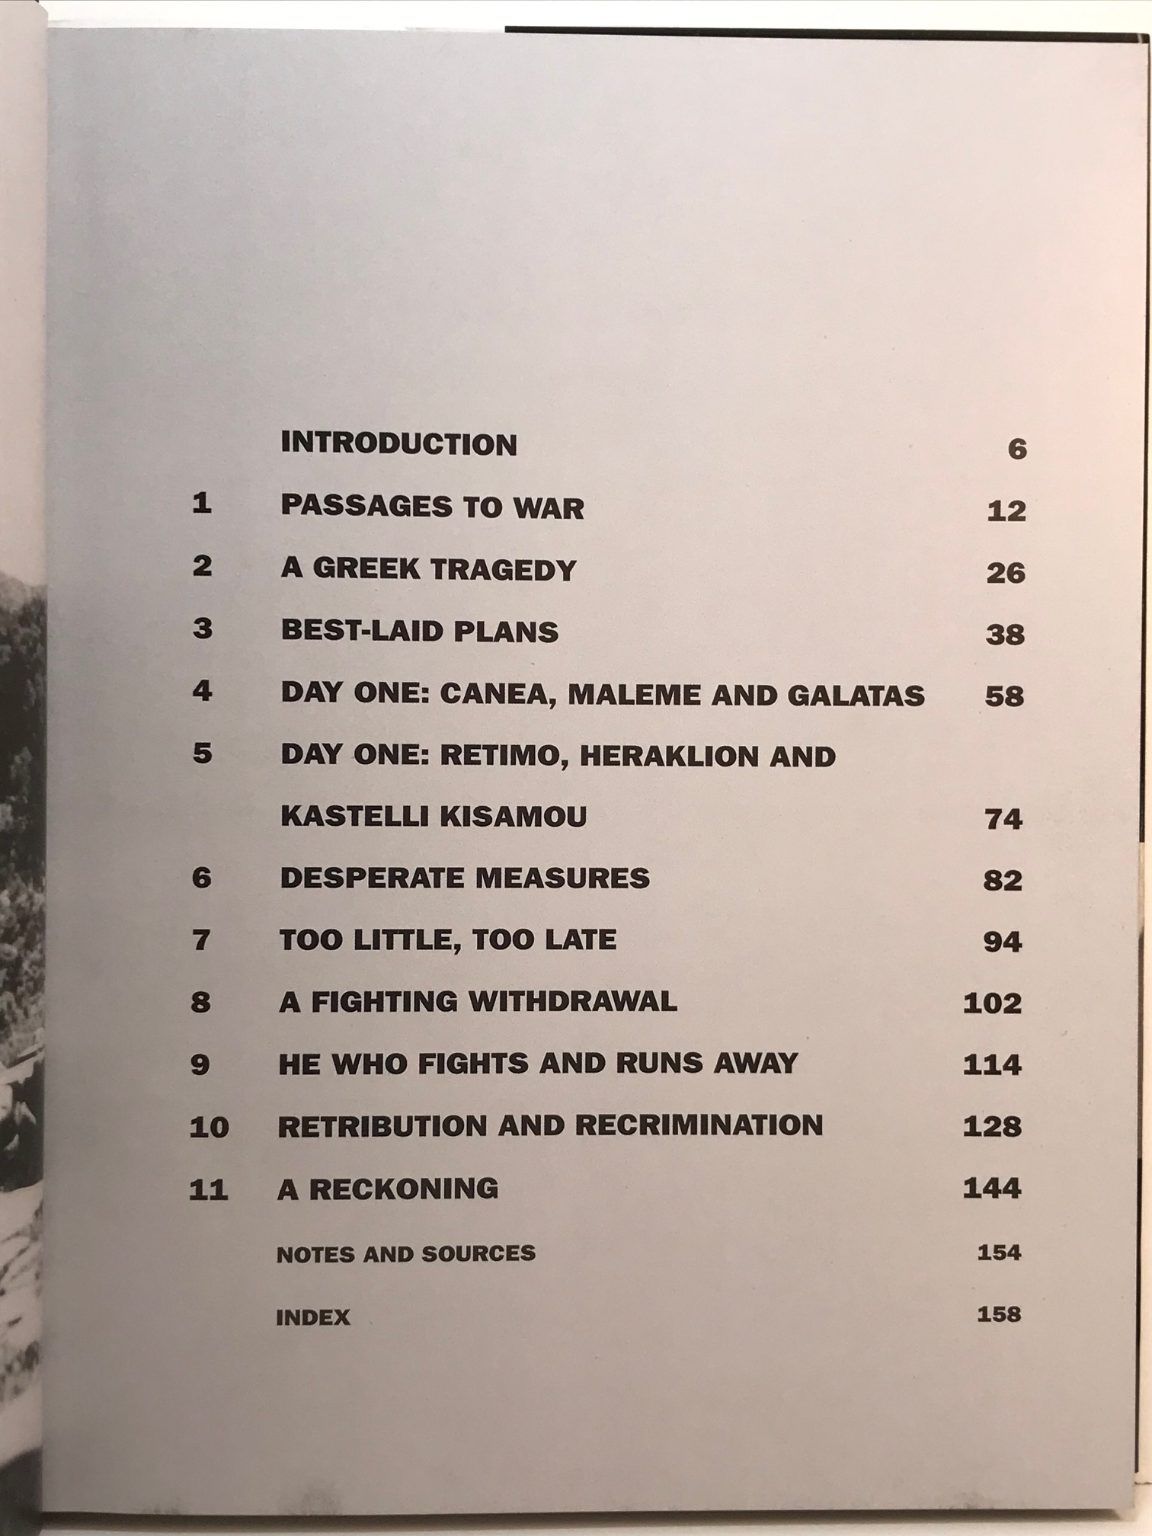 INTRODUCTION 6
1 PASSAGES TO WAR 12
2 A GREEK TRAGEDY 26
3 BEST-LAID PLANS 38
4 DAY ONE: CANEA, MALEME AND GALATAS 58
5 DAY ONE: RETIMO, HERAKLION AND
KASTELLI KISAMOU 74
6 DESPERATE MEASURES 82
7 TOO LITTLE, TOO LATE 94
8 A FIGHTING WITHDRAWAL 102
9 HE WHO FIGHTS AND RUNS AWAY 114
10 RETRIBUTION AND RECRIMINATION 128
11 A RECKONING 144
NOTES AND SOURCES 154
INDEX 158